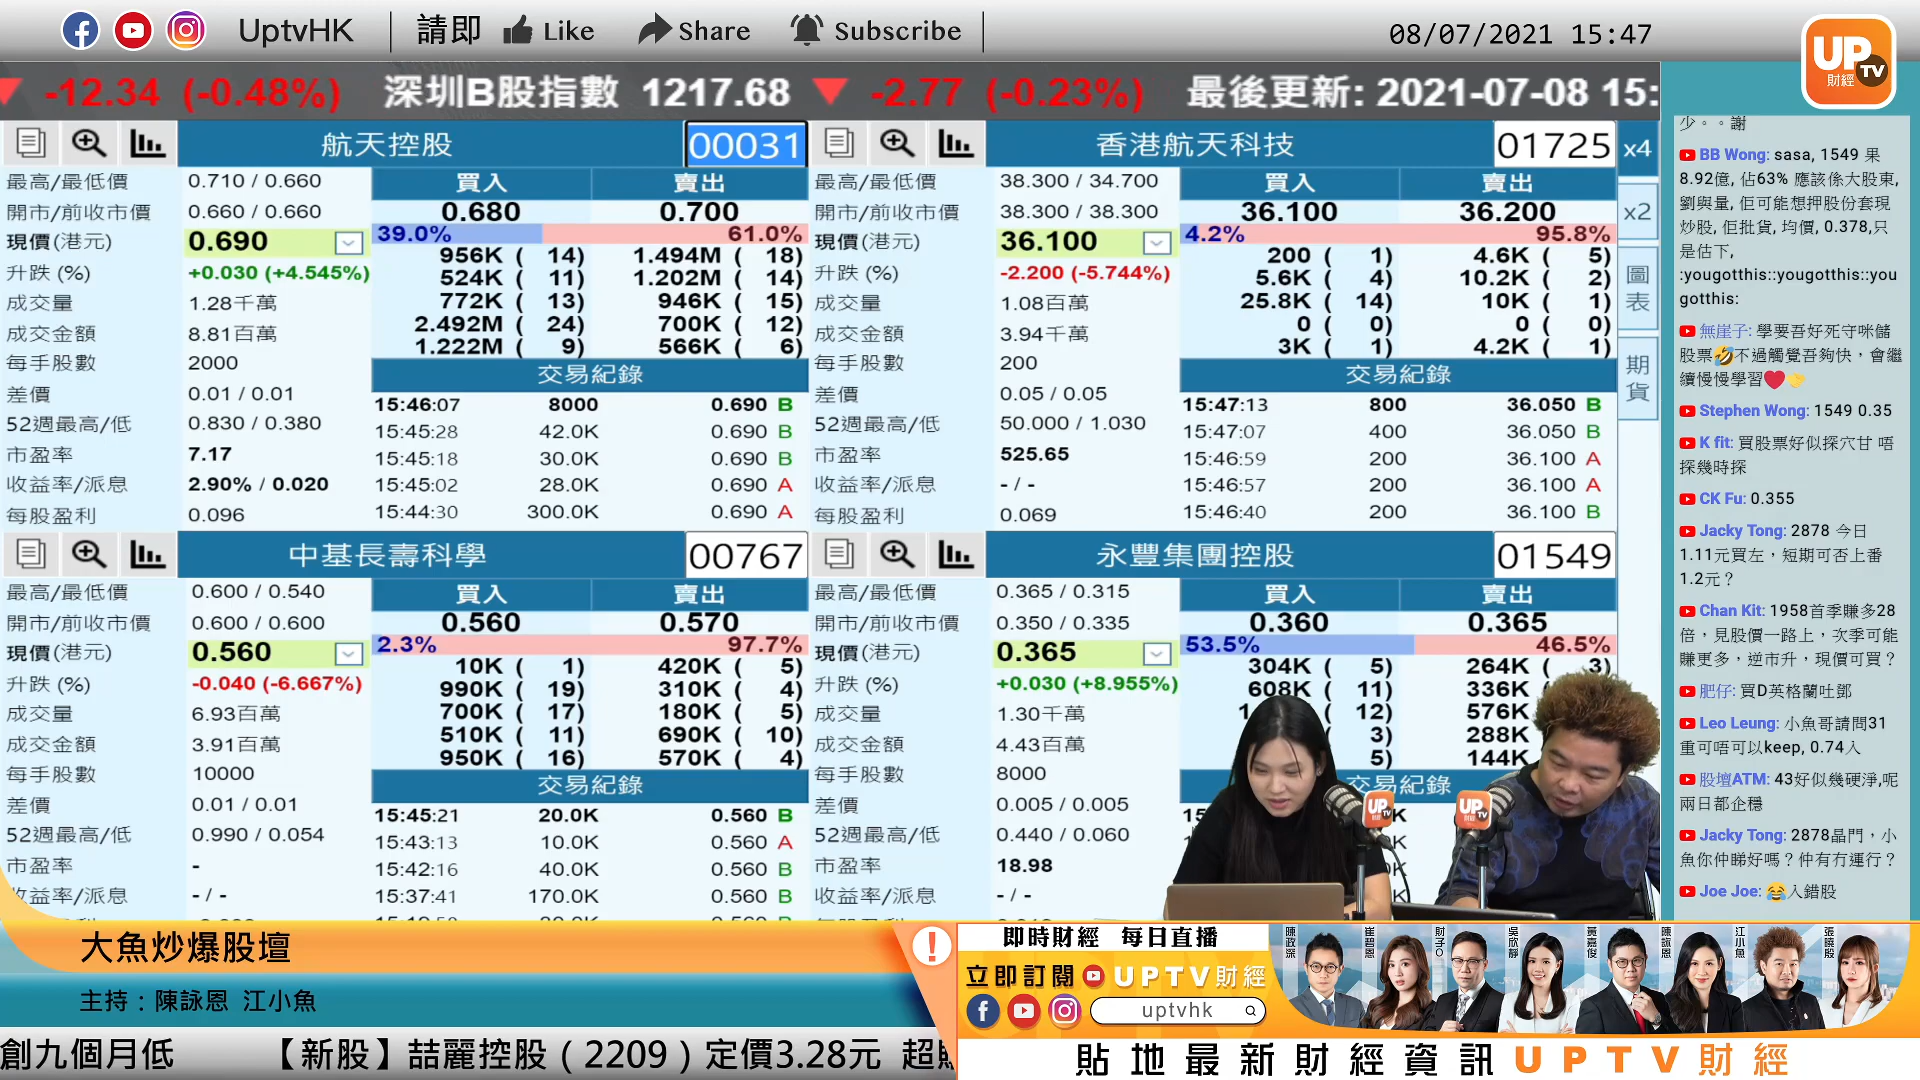 UptvHK
請即
Like
Share
Subscribe
08/07/2021 15:47
UP TV 財經
-12.34 (-0.48%) 深圳B股指數 1217.68 -2.77 (-0.23%) 最後更新: 2021-07-08 15:
航天控股 00031
最高/最低價 0.710 / 0.660
開市/前收市價 0.660 / 0.660
現價(港元) 0.690
升跌 (%) +0.030 (+4.545%)
成交量 1.28千萬
成交金額 8.81百萬
每手股數 2000
差價 0.01 / 0.01
52週最高/低 0.830 / 0.380
市盈率 7.17
收益率/派息 2.90% / 0.020
每股盈利 0.096
買入 賣出
0.680 0.700
39.0% 61.0%
956K ( 14) 1.494M ( 18)
524K ( 11) 1.202M ( 14)
772K ( 13) 946K ( 15)
2.492M ( 24) 700K ( 12)
1.222M ( 9) 566K ( 6)
交易紀錄
15:46:07 8000 0.690 B
15:45:28 42.0K 0.690 B
15:45:18 30.0K 0.690 B
15:45:02 28.0K 0.690 A
15:44:30 300.0K 0.690 A
香港航天科技 01725
最高/最低價 38.300 / 34.700
開市/前收市價 38.300 / 38.300
現價(港元) 36.100
升跌 (%) -2.200 (-5.744%)
成交量 1.08百萬
成交金額 3.94千萬
每手股數 200
差價 0.05 / 0.05
52週最高/低 50.000 / 1.030
市盈率 525.65
收益率/派息 - / -
每股盈利 0.069
買入 賣出
36.100 36.200
4.2% 95.8%
200 ( 1) 4.6K ( 5)
5.6K ( 4) 10.2K ( 2)
25.8K ( 14) 10K ( 1)
0 ( 0) 0 ( 0)
3K ( 1) 4.2K ( 1)
交易紀錄
15:47:13 800 36.050 B
15:47:07 400 36.050 B
15:46:59 200 36.100 A
15:46:57 200 36.100 A
15:46:40 200 36.100 B
x4
x2
圖表
期貨
中基長壽科學 00767
最高/最低價 0.600 / 0.540
開市/前收市價 0.600 / 0.600
現價(港元) 0.560
升跌 (%) -0.040 (-6.667%)
成交量 6.93百萬
成交金額 3.91百萬
每手股數 10000
差價 0.01 / 0.01
52週最高/低 0.990 / 0.054
市盈率 -
收益率/派息 - / -
買入 賣出
0.560 0.570
2.3% 97.7%
10K ( 1) 420K ( 5)
990K ( 19) 310K ( 4)
700K ( 17) 180K ( 5)
510K ( 11) 690K ( 10)
950K ( 16) 570K ( 4)
交易紀錄
15:45:21 20.0K 0.560 B
15:43:13 10.0K 0.560 A
15:42:16 40.0K 0.560 B
15:37:41 170.0K 0.560 B
永豐集團控股 01549
最高/最低價 0.365 / 0.315
開市/前收市價 0.350 / 0.335
現價(港元) 0.365
升跌 (%) +0.030 (+8.955%)
成交量 1.30千萬
成交金額 4.43百萬
每手股數 8000
差價 0.005 / 0.005
52週最高/低 0.440 / 0.060
市盈率 18.98
收益率/派息 - / -
買入 賣出
0.360 0.365
53.5% 46.5%
304K ( 5) 264K ( 3)
608K ( 11) 336K
12) 576K
3) 288K
5) 144K
交易紀錄
少。。謝
BB Wong: sasa, 1549 果
8.92億, 佔63% 應該係大股東,
劉與量, 佢可能想押股份套現
炒股, 佢批貨, 均價, 0.378,只
是估下,
:yougotthis::yougotthis::you
gotthis:
無崖子: 學要吾好死守咪儲
股票🤣不過觸覺吾夠快，會繼
續慢慢學習❤️🤝
Stephen Wong: 1549 0.35
K fit: 買股票好似探穴甘 唔
探幾時探
CK Fu: 0.355
Jacky Tong: 2878 今日
1.11元買左，短期可否上番
1.2元？
Chan Kit: 1958首季賺多28
倍，見股價一路上，次季可能
賺更多，逆市升，現價可買？
肥仔: 買D英格蘭吐鄧
Leo Leung: 小魚哥請問31
重可唔可以keep, 0.74入
股壇ATM: 43好似幾硬淨,呢
兩日都企穩
Jacky Tong: 2878晶門，小
魚你仲睇好嗎？仲有冇運行？
Joe Joe: 😂入錯股
UP TV 財經
UP TV 財經
大魚炒爆股壇
主持：陳詠恩 江小魚
即時財經 每日直播
立即訂閱 UPTV財經
uptvhk
陳政深
崔碧恩
財子O
吳欣靜
黃嘉俊
陳詠恩
江小魚
張曉殷
創九個月低 【新股】喆麗控股（2209）定價3.28元
貼地最新財經資訊UPTV財經